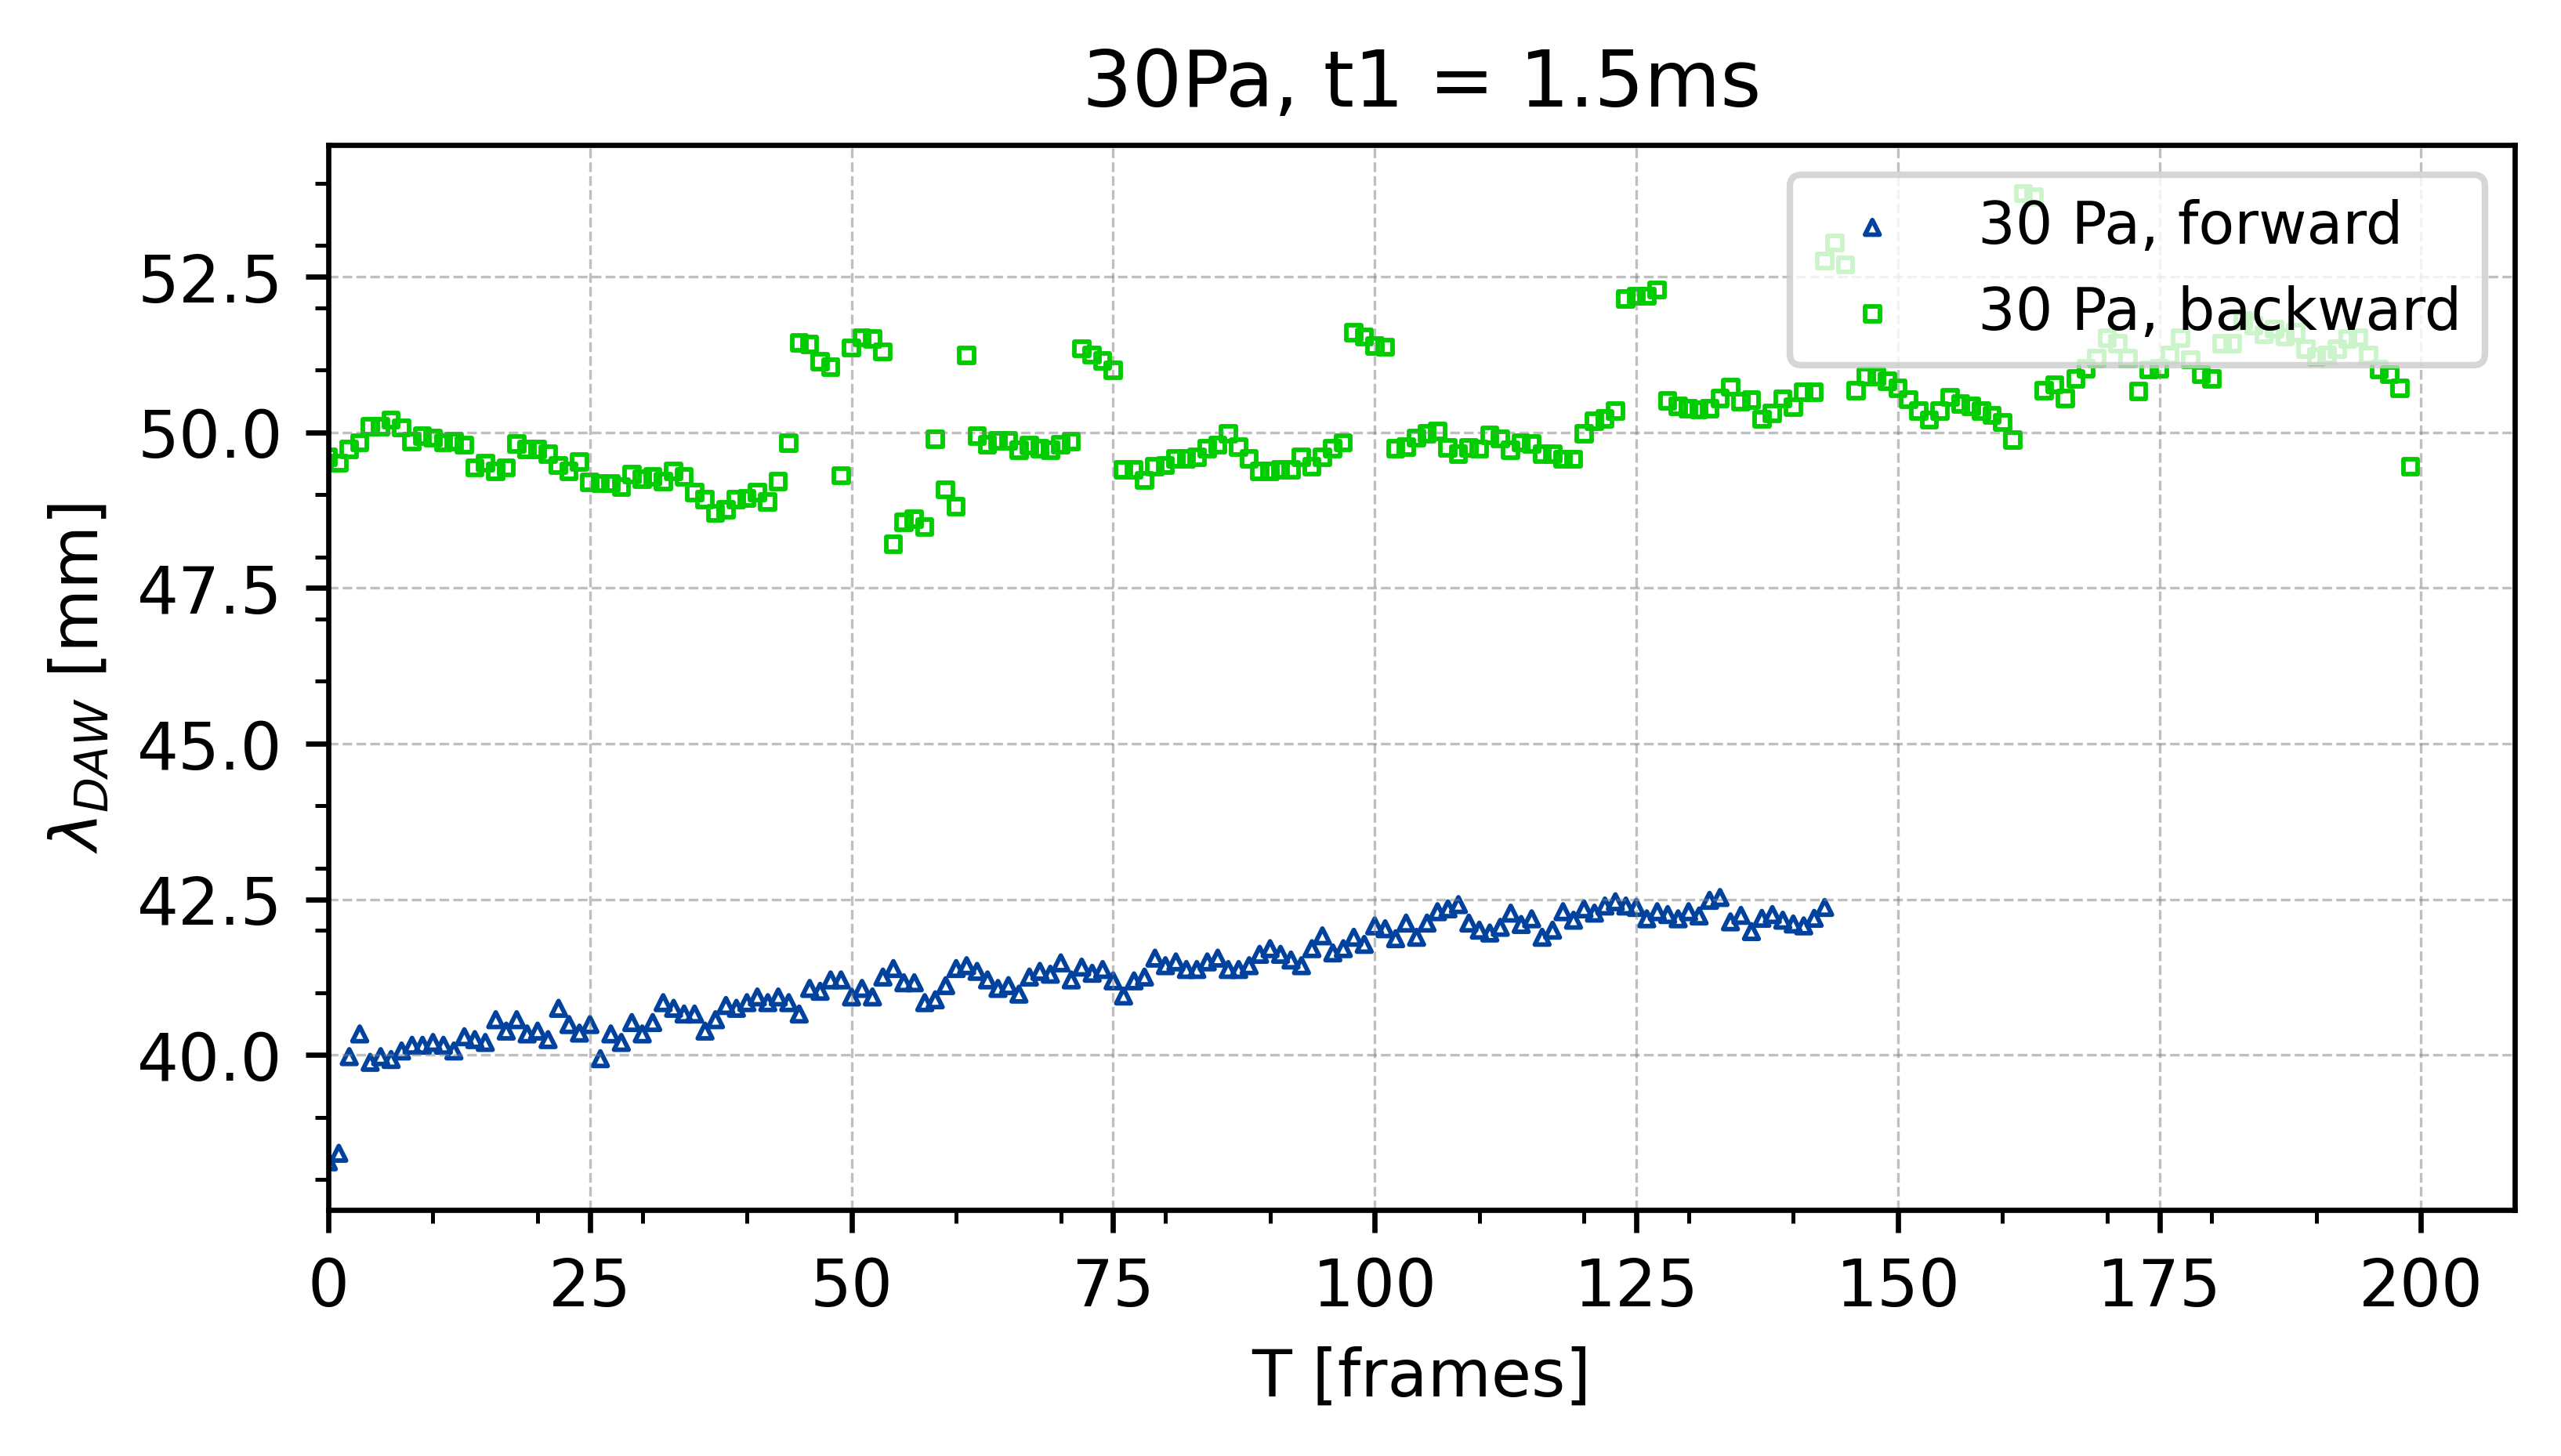 30Pa, t1 = 1.5ms
30 Pa, forward
30 Pa, backward
52.5
50.0
47.5
45.0
42.5
40.0
λDAW [mm]
0 25 50 75 100 125 150 175 200
T [frames]